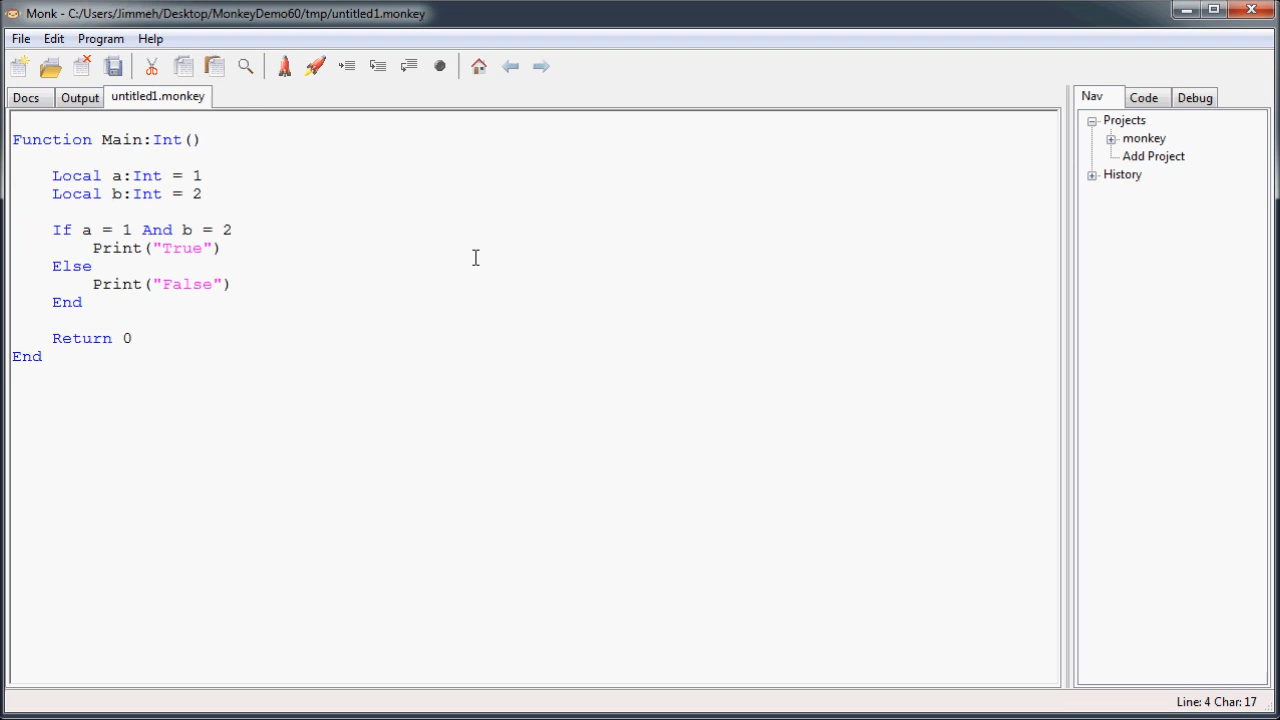 Monk - C:/Users/Jimmeh/Desktop/MonkeyDemo60/tmp/untitled1.monkey
File Edit Program Help
Docs Output untitled1.monkey
Function Main:Int()
Local a:Int = 1
Local b:Int = 2
If a = 1 And b = 2
Print("True")
Else
Print("False")
End
Return 0
End
Nav Code Debug
Projects
monkey
Add Project
History
Line: 4 Char: 17